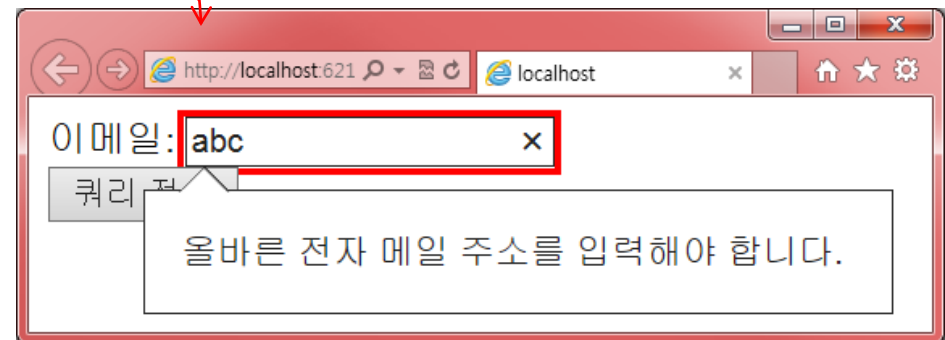 http://localhost:621
localhost
이메일: abc
쿼리
올바른 전자 메일 주소를 입력해야 합니다.